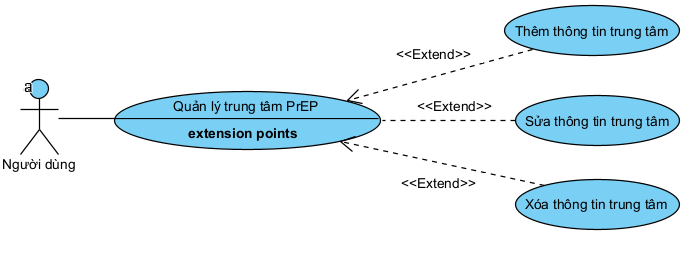 a
Người dùng
Quản lý trung tâm PrEP
extension points
<<Extend>>
Thêm thông tin trung tâm
<<Extend>>
Sửa thông tin trung tâm
<<Extend>>
Xóa thông tin trung tâm